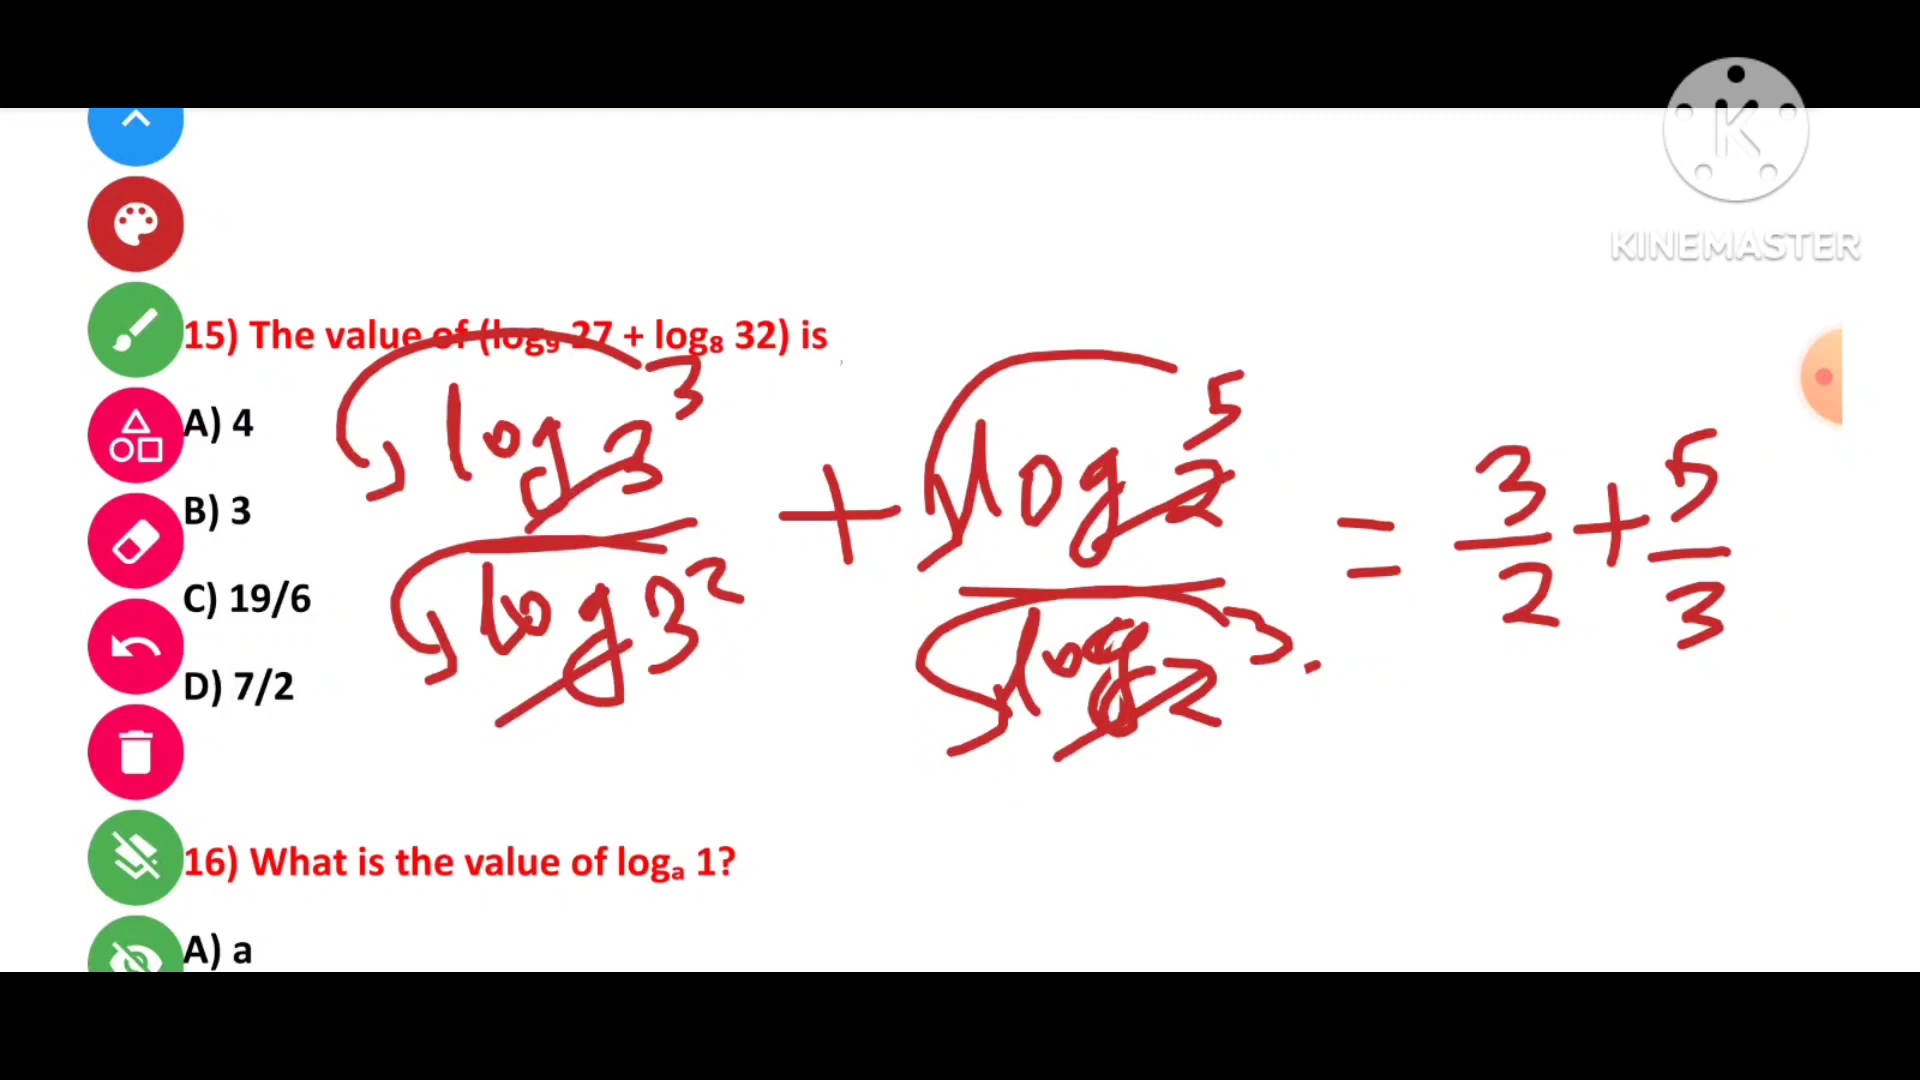 KINEMASTER
15) The value of (log₉ 27 + log₈ 32) is
A) 4
B) 3
C) 19/6
D) 7/2
log 3³ / log 3² + log 2⁵ / log 2³ = 3/2 + 5/3
16) What is the value of logₐ 1?
A) a